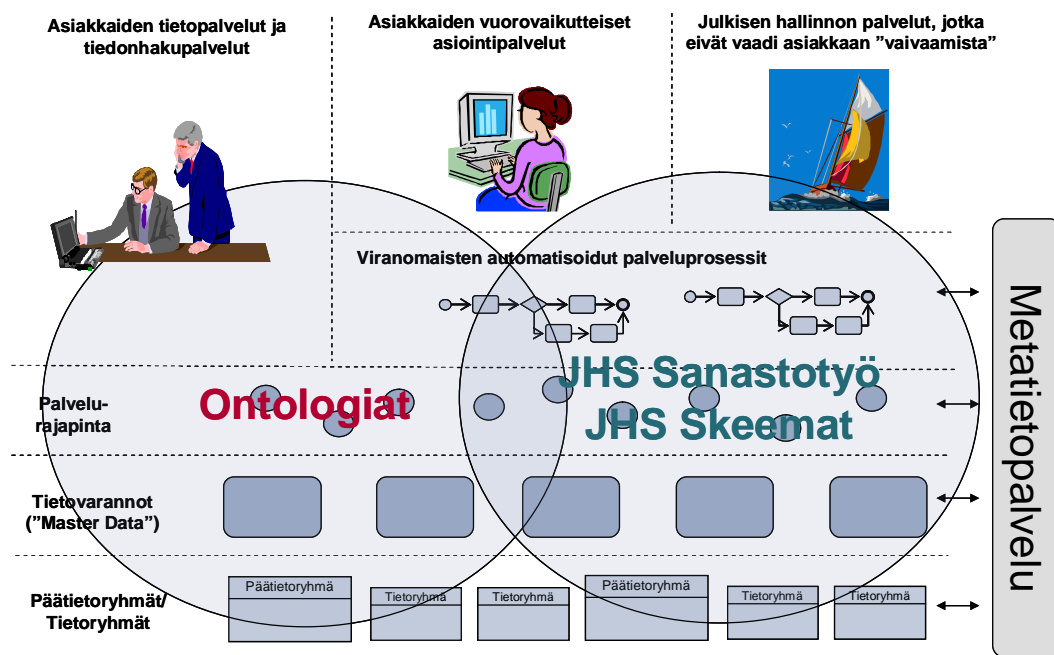 Asiakkaiden tietopalvelut ja
tiedonhakupalvelut
Asiakkaiden vuorovaikutteiset
asiointipalvelut
Julkisen hallinnon palvelut, jotka
eivät vaadi asiakkaan ”vaivaamista”
Viranomaisten automatisoidut palveluprosessit
Palvelu-
rajapinta
Ontologiat
JHS Sanastotyö
JHS Skeemat
Tietovarannot
(”Master Data”)
Päätietoryhmät/
Tietoryhmät
Päätietoryhmä
Tietoryhmä
Tietoryhmä
Päätietoryhmä
Tietoryhmä
Tietoryhmä
Metatietopalvelu